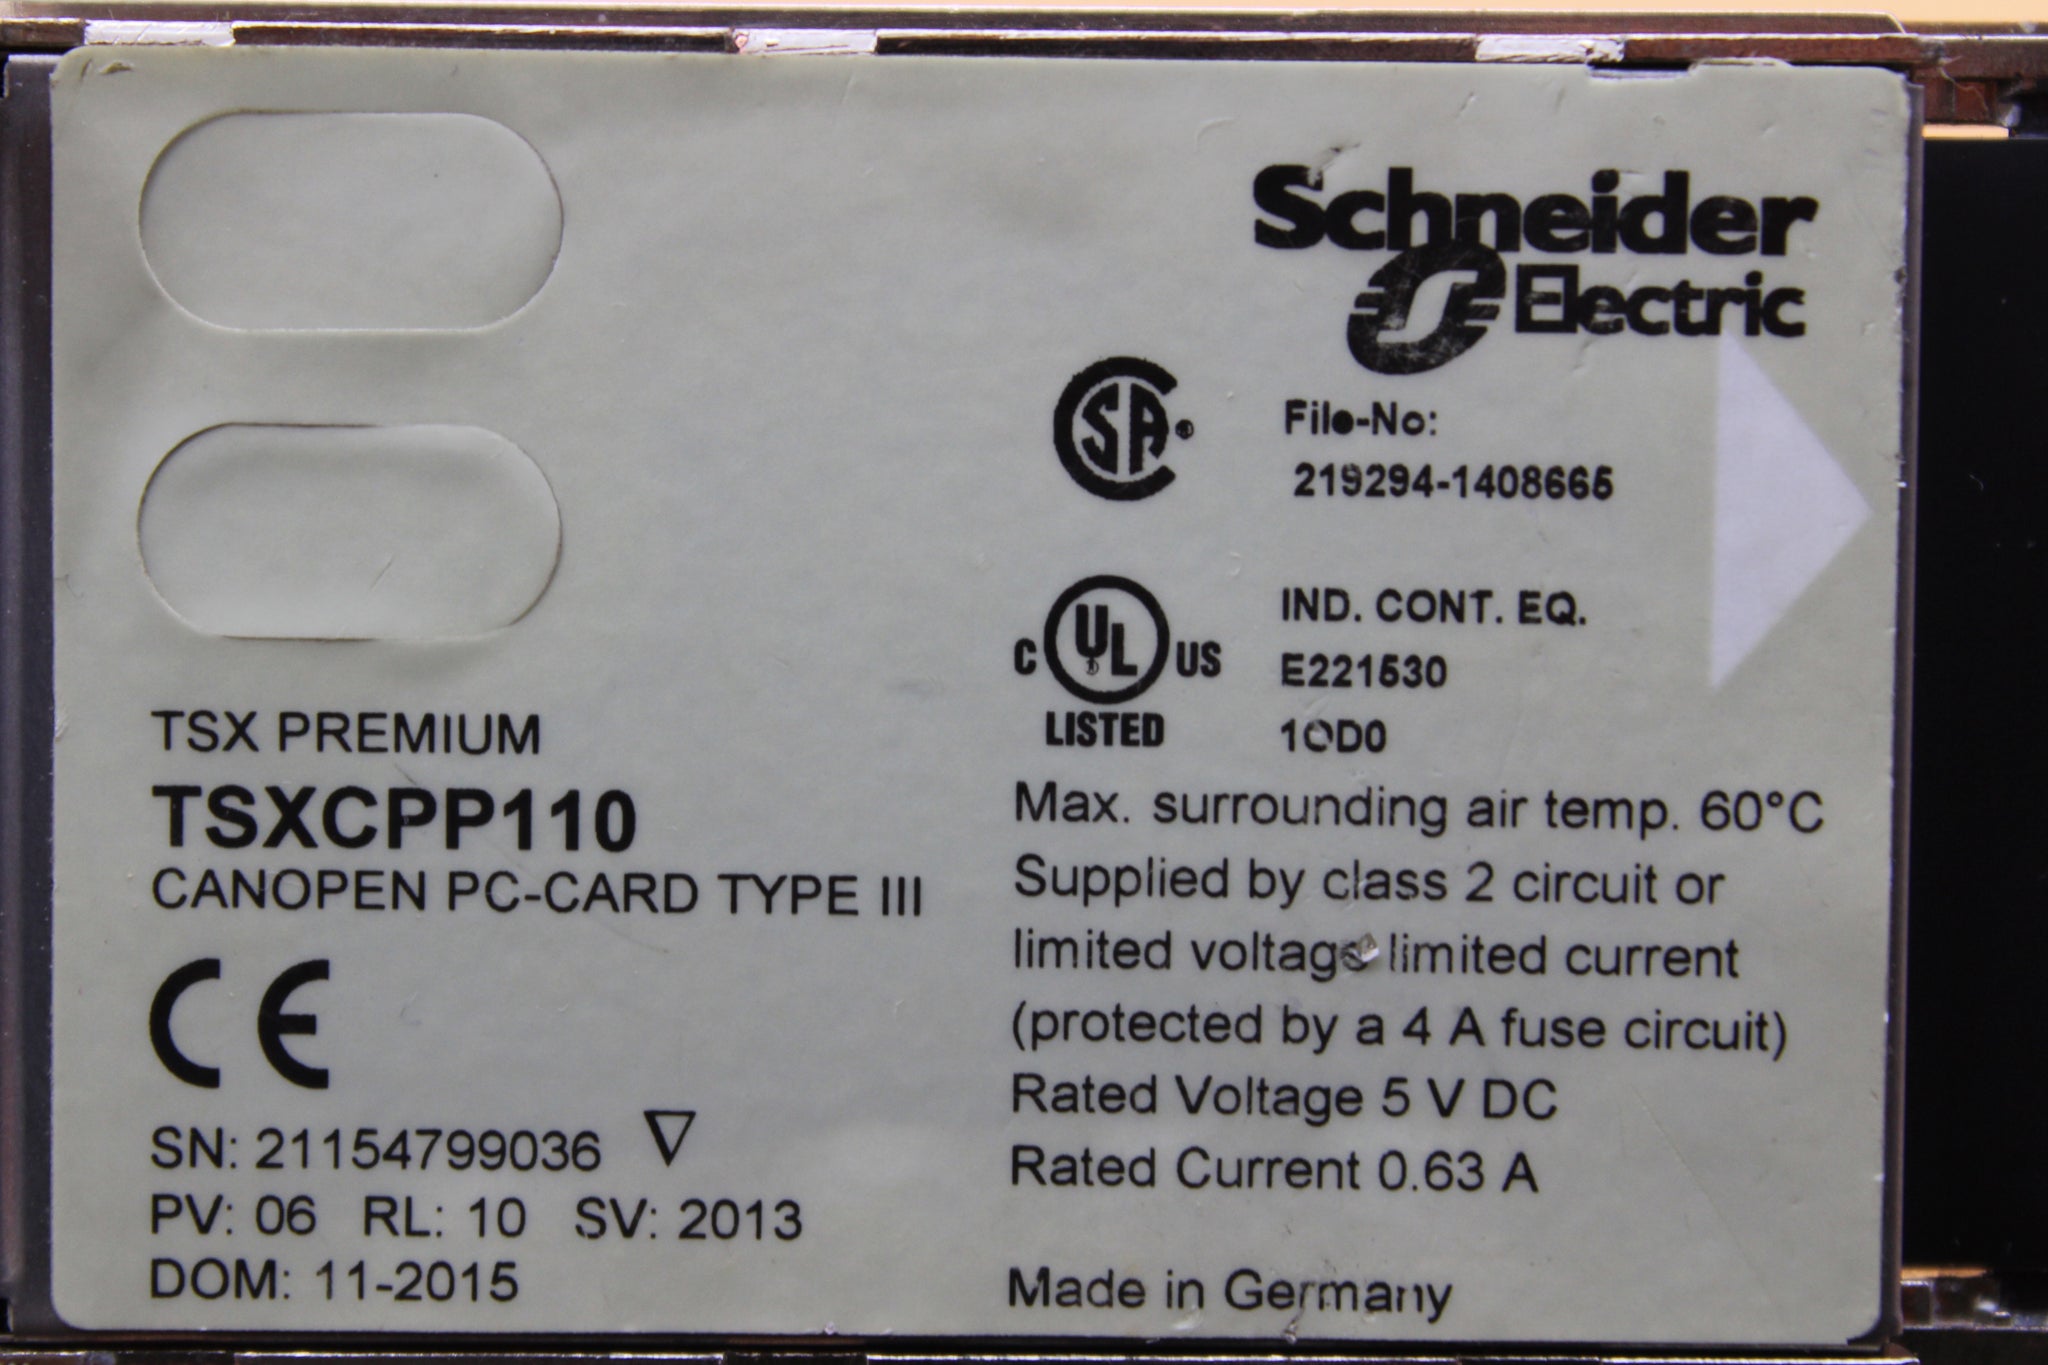 Schneider
Electric
File-No:
219294-1408665
IND. CONT. EQ.
E221530
C UL US
LISTED
TSX PREMIUM
TSXCPP110
CANOPEN PC-CARD TYPE III
CE
SN: 21154799036
PV: 06 RL: 10 SV: 2013
DOM: 11-2015
Max. surrounding air temp. 60°C
Supplied by class 2 circuit or
limited voltage limited current
(protected by a 4 A fuse circuit)
Rated Voltage 5 V DC
Rated Current 0.63 A
Made in Germany